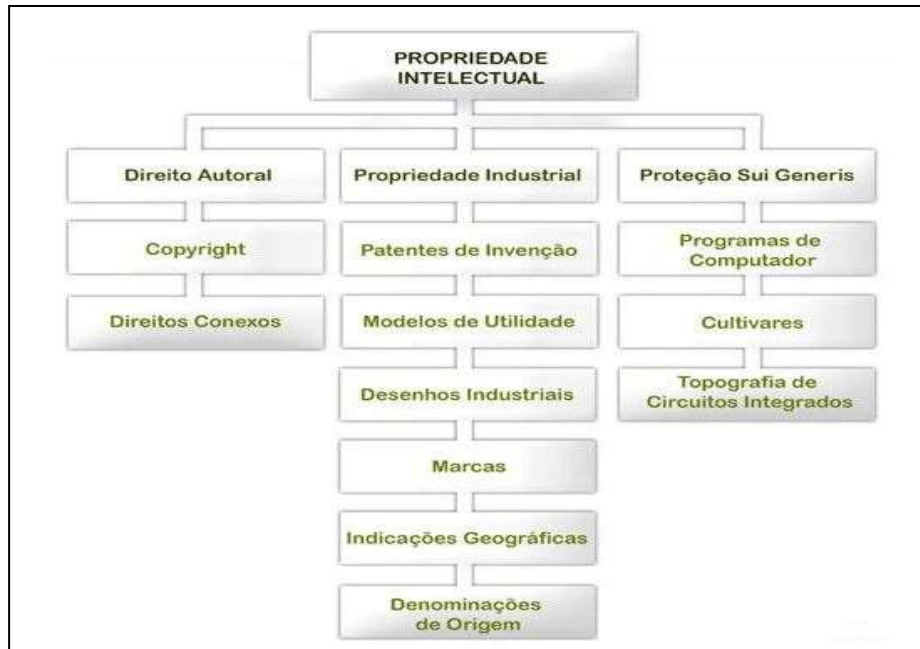 PROPRIEDADE
INTELECTUAL
Direito Autoral
Propriedade Industrial
Proteção Sui Generis
Copyright
Patentes de Invenção
Programas de
Computador
Direitos Conexos
Modelos de Utilidade
Cultivares
Desenhos Industriais
Topografia de
Circuitos Integrados
Marcas
Indicações Geográficas
Denominações
de Origem